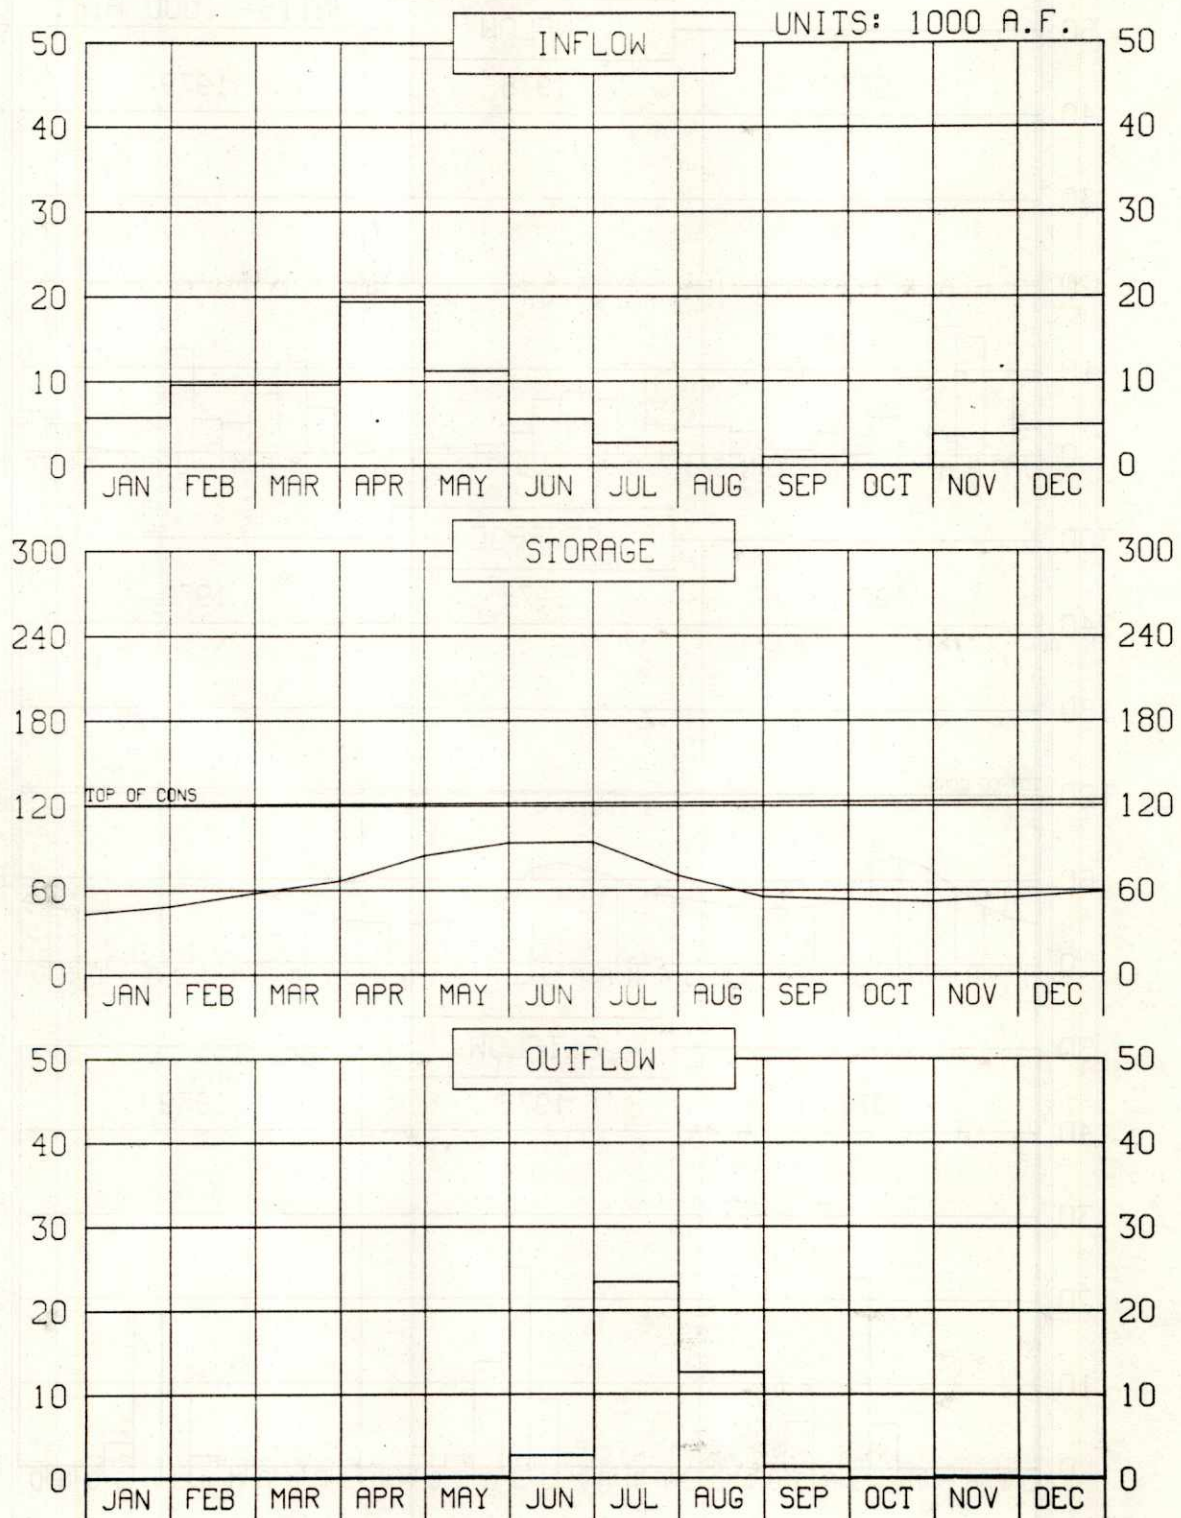 UNITS: 1000 A.F.
INFLOW
50 50
40 40
30 30
20 20
10 10
0 0
JAN FEB MAR APR MAY JUN JUL AUG SEP OCT NOV DEC
STORAGE
300 300
240 240
180 180
TOP OF CONS
120 120
60 60
0 0
JAN FEB MAR APR MAY JUN JUL AUG SEP OCT NOV DEC
OUTFLOW
50 50
40 40
30 30
20 20
10 10
0 0
JAN FEB MAR APR MAY JUN JUL AUG SEP OCT NOV DEC